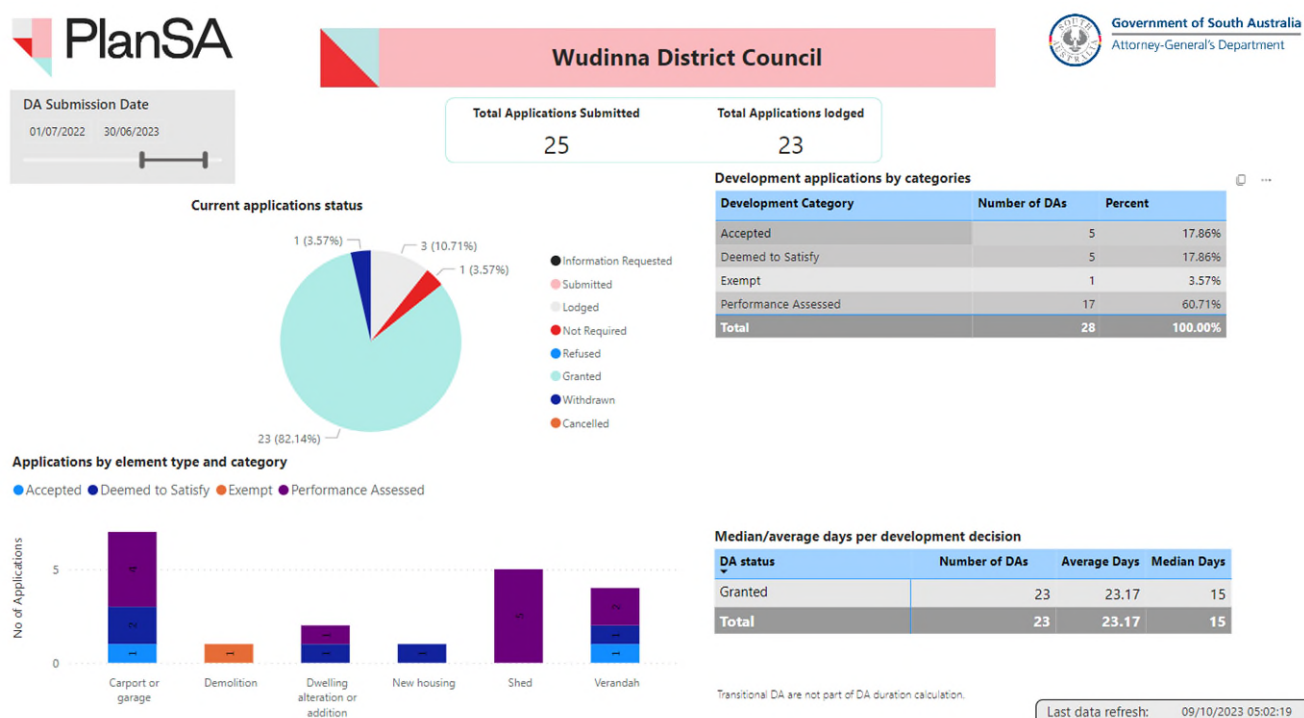 PlanSA
Wudinna District Council
Government of South Australia
Attorney-General's Department
SOUTH AUSTRALIA
DA Submission Date
01/07/2022 30/06/2023
Total Applications Submitted
25
Total Applications lodged
23
Current applications status
1 (3.57%)
3 (10.71%)
1 (3.57%)
23 (82.14%)
Information Requested
Submitted
Lodged
Not Required
Refused
Granted
Withdrawn
Cancelled
Development applications by categories
Development Category Number of DAs Percent
Accepted 5 17.86%
Deemed to Satisfy 5 17.86%
Exempt 1 3.57%
Performance Assessed 17 60.71%
Total 28 100.00%
Applications by element type and category
Accepted Deemed to Satisfy Exempt Performance Assessed
No of Applications
5
0
4
2
1
1
1
1
1
5
2
1
1
Carport or
garage
Demolition
Dwelling
alteration or
addition
New housing
Shed
Verandah
Median/average days per development decision
DA status Number of DAs Average Days Median Days
Granted 23 23.17 15
Total 23 23.17 15
Transitional DA are not part of DA duration calculation.
Last data refresh: 09/10/2023 05:02:19